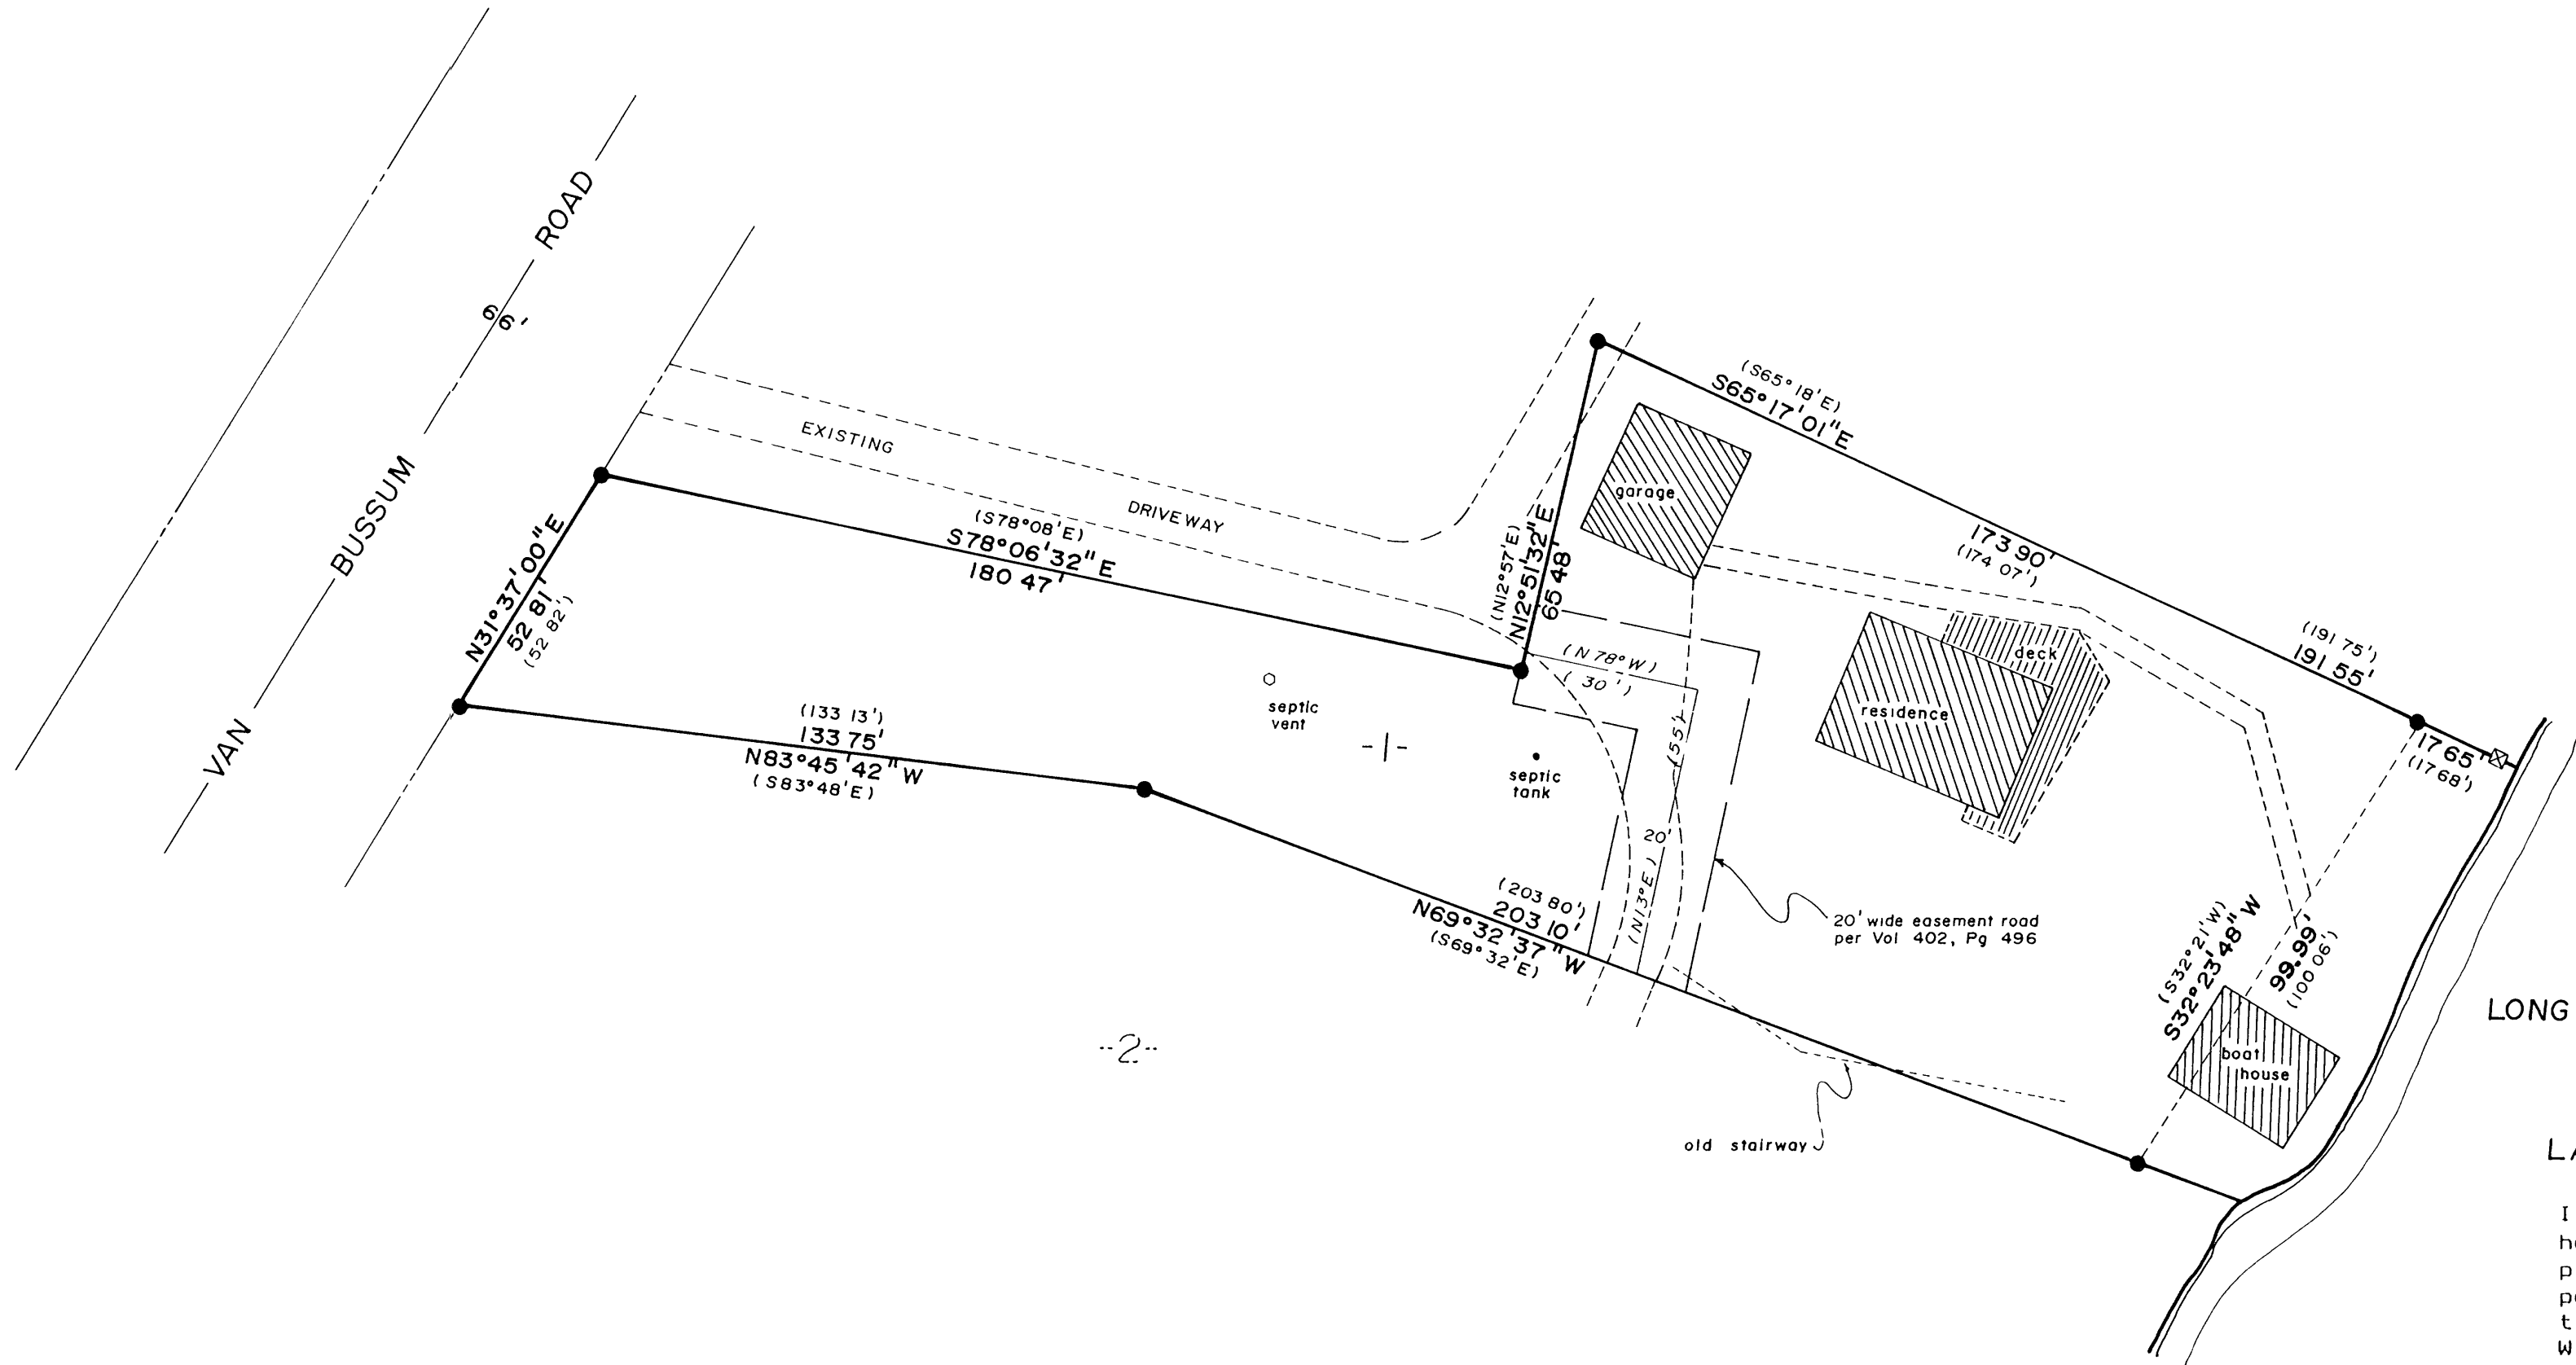 VAN BUSSUM ROAD
66'
EXISTING
DRIVEWAY
(S78°08'E)
S78°06'32"E
180 47'
N31°37'00"E
52 81'
(52 82')
(133 13')
133 75'
N83°45'42"W
(S83°48'E)
septic
vent
-1-
septic
tank
(N12°57'E)
N12°51'32"E
65 48'
(N 78°W)
( 30 ')
(55')
20'
(N13°E)
garage
(S65°18'E)
S65°17'01"E
173 90'
(174 07')
(191 75')
191 55'
17 65'
(17 68')
deck
residence
20' wide easement road
per Vol 402, Pg 496
(203 80')
203 10'
N69°32'37"W
(S69°32'E)
(S32°21'W)
S32°23'48"W
99.99'
(100 06')
boat
house
old stairway
--2--
LONG
LA
I
h
p
p
t
W